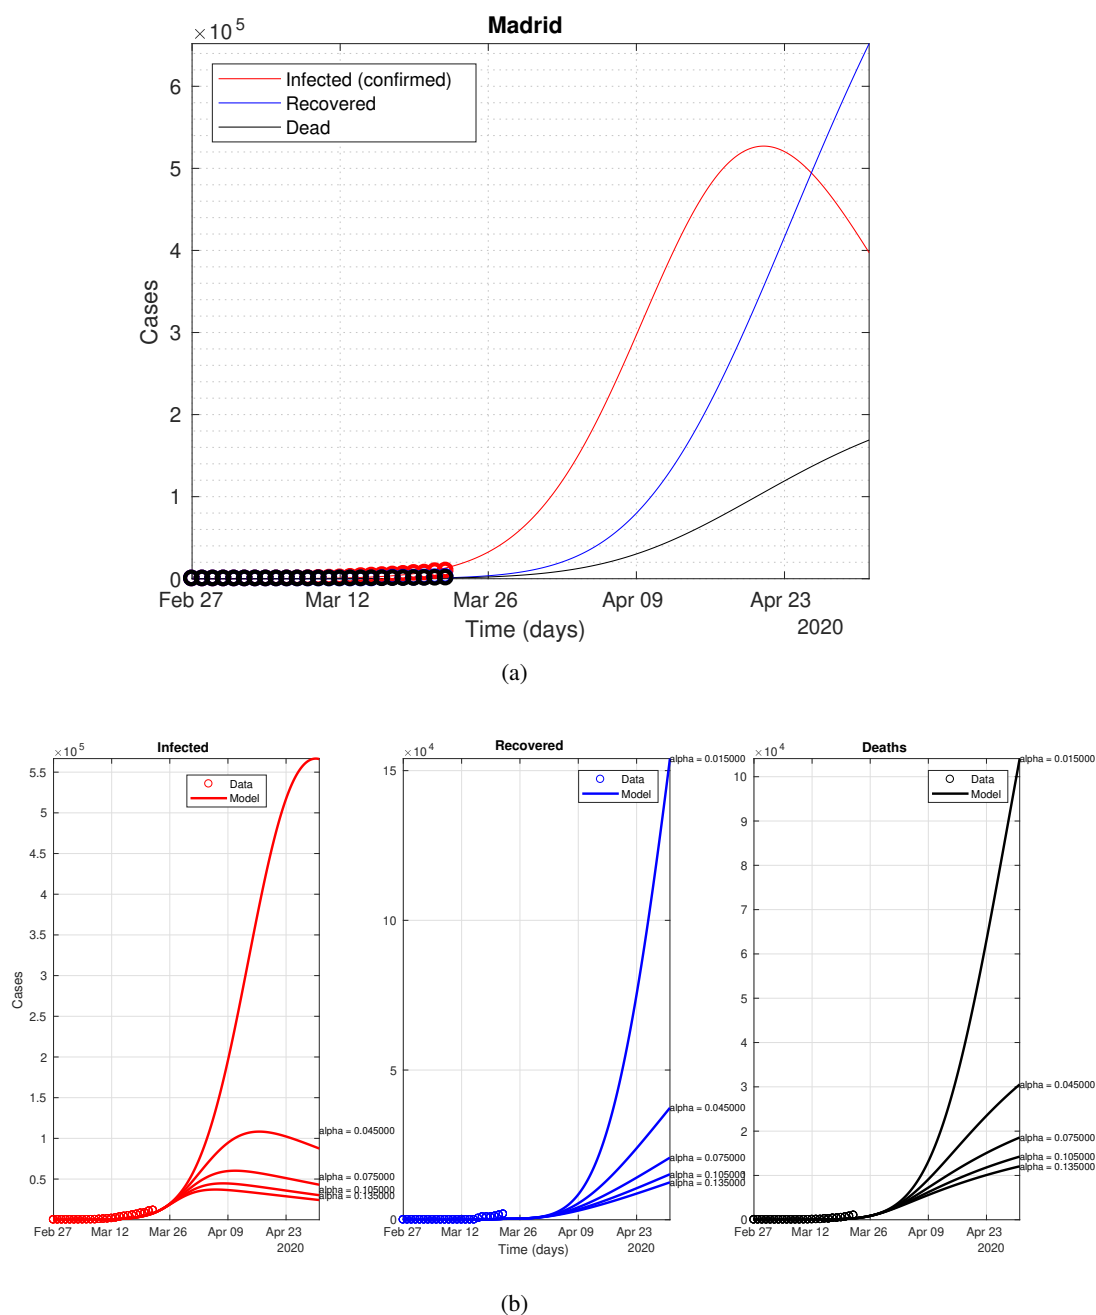 Madrid
×10^5
Infected (confirmed)
Recovered
Dead
6
5
4
3
2
1
0
Cases
Feb 27 Mar 12 Mar 26 Apr 09 Apr 23
Time (days) 2020
(a)
×10^5 Infected
Data
Model
5.5
5
4.5
4
3.5
3
2.5
2
1.5
1
0.5
Cases
alpha = 0.045000
alpha = 0.075000
alpha = 0.105000
alpha = 0.135000
Feb 27 Mar 12 Mar 26 Apr 09 Apr 23
2020
×10^4 Recovered
Data
Model
15
10
5
0
alpha = 0.015000
alpha = 0.045000
alpha = 0.075000
alpha = 0.105000
alpha = 0.135000
Feb 27 Mar 12 Mar 26 Apr 09 Apr 23
Time (days) 2020
×10^4 Deaths
Data
Model
10
9
8
7
6
5
4
3
2
1
0
alpha = 0.015000
alpha = 0.045000
alpha = 0.075000
alpha = 0.105000
alpha = 0.135000
Feb 27 Mar 12 Mar 26 Apr 09 Apr 23
2020
(b)